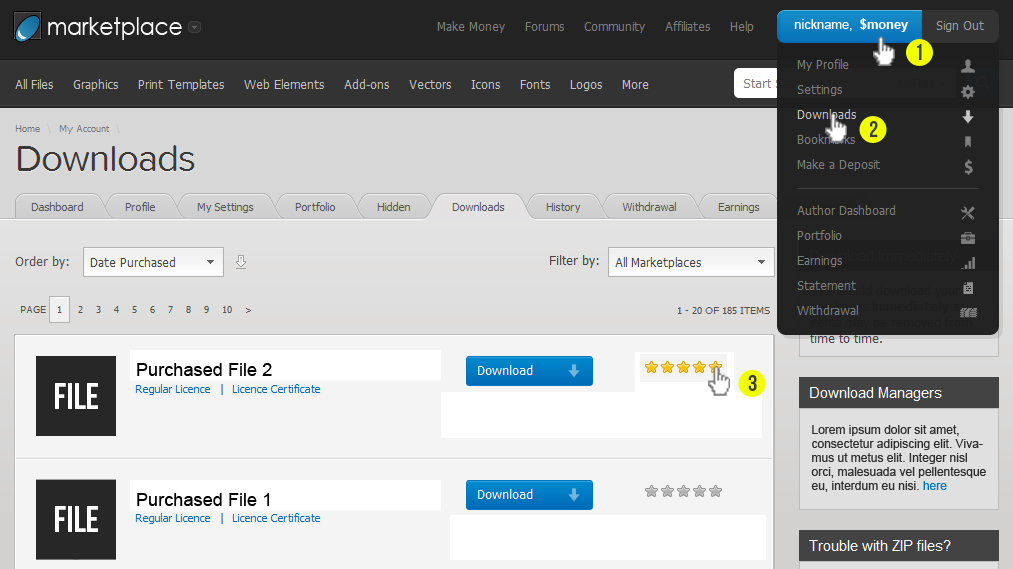 marketplace
Make Money Forums Community Affiliates Help
nickname, $money Sign Out
1
All Files Graphics Print Templates Web Elements Add-ons Vectors Icons Fonts Logos More
Start
My Profile
Settings
Downloads
2
Bookmarks
Make a Deposit
Author Dashboard
Portfolio
Earnings
Statement
Withdrawal
Home \ My Account \
Downloads
Dashboard Profile My Settings Portfolio Hidden Downloads History Withdrawal Earnings
Order by: Date Purchased
Filter by: All Marketplaces
PAGE 1 2 3 4 5 6 7 8 9 10 >
1 - 20 OF 185 ITEMS
time to time.
FILE
Purchased File 2
Regular Licence | Licence Certificate
Download
3
FILE
Purchased File 1
Regular Licence | Licence Certificate
Download
Download Managers
Lorem ipsum dolor sit amet,
consectetur adipiscing elit. Viva-
mus ut metus elit. Integer nisl
orci, malesuada vel pellentesque
eu, interdum eu nisi. here
Trouble with ZIP files?